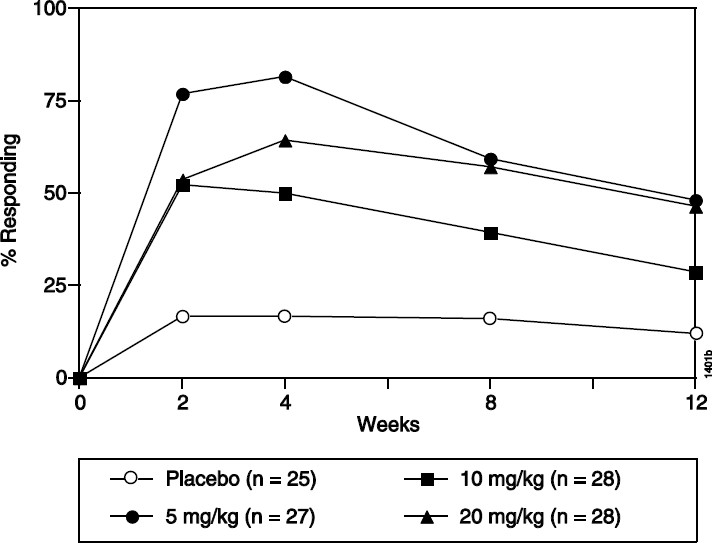 100
75
50
25
0
% Responding
0 2 4 8 12
Weeks
1401b
Placebo (n = 25) 10 mg/kg (n = 28)
5 mg/kg (n = 27) 20 mg/kg (n = 28)